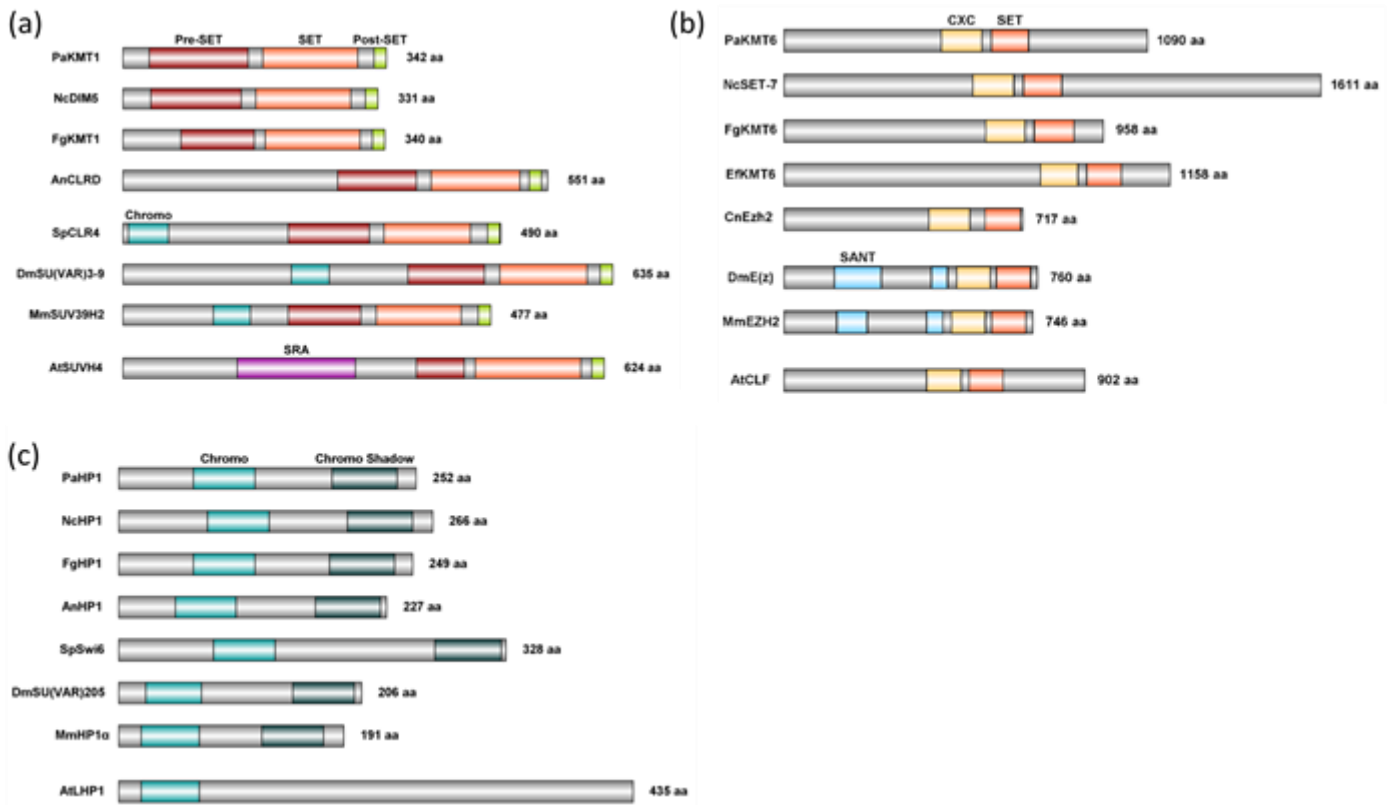 (a)
Pre-SET SET Post-SET
PaKMT1 342 aa
NcDIM5 331 aa
FgKMT1 340 aa
AnCLRD 551 aa
Chromo
SpCLR4 490 aa
DmSU(VAR)3-9 635 aa
MmSUV39H2 477 aa
SRA
AtSUVH4 624 aa
(b)
CXC SET
PaKMT6 1090 aa
NcSET-7 1611 aa
FgKMT6 958 aa
EfKMT6 1158 aa
CnEzh2 717 aa
SANT
DmE(z) 760 aa
MmEZH2 746 aa
AtCLF 902 aa
(c)
Chromo Chromo Shadow
PaHP1 252 aa
NcHP1 266 aa
FgHP1 249 aa
AnHP1 227 aa
SpSwi6 328 aa
DmSU(VAR)205 206 aa
MmHP1α 191 aa
AtLHP1 435 aa